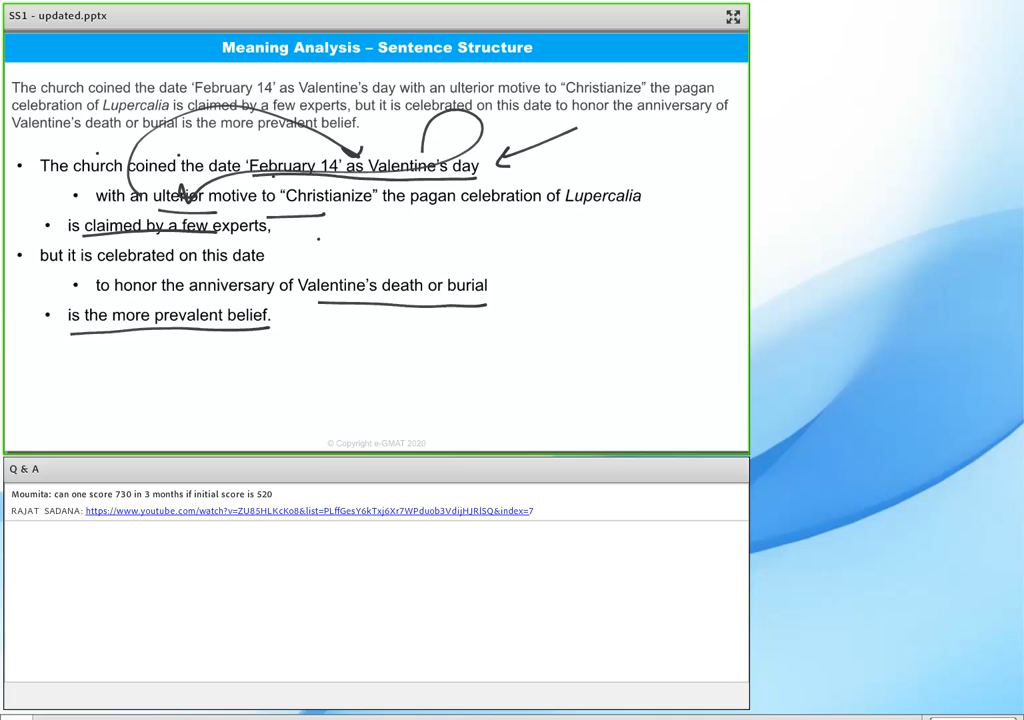 SS1 - updated.pptx
Meaning Analysis – Sentence Structure
The church coined the date ‘February 14’ as Valentine’s day with an ulterior motive to “Christianize” the pagan
celebration of Lupercalia is claimed by a few experts, but it is celebrated on this date to honor the anniversary of
Valentine’s death or burial is the more prevalent belief.
• The church coined the date ‘February 14’ as Valentine’s day
• with an ulterior motive to “Christianize” the pagan celebration of Lupercalia
• is claimed by a few experts,
• but it is celebrated on this date
• to honor the anniversary of Valentine’s death or burial
• is the more prevalent belief.
© Copyright e-GMAT 2020
Q & A
Moumita: can one score 730 in 3 months if initial score is 520
RAJAT SADANA: https://www.youtube.com/watch?v=ZU85HLKcKo8&list=PLffGesY6kTxj6Xr7WPduob3VdijHJRlSQ&index=7